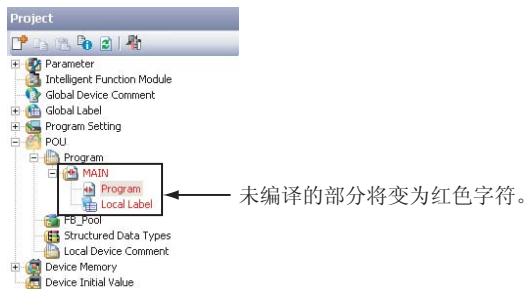 Project
Parameter
Intelligent Function Module
Global Device Comment
Global Label
Program Setting
POU
Program
MAIN
Program
Local Label
未编译的部分将变为红色字符。
FB_Pool
Structured Data Types
Local Device Comment
Device Memory
Device Initial Value